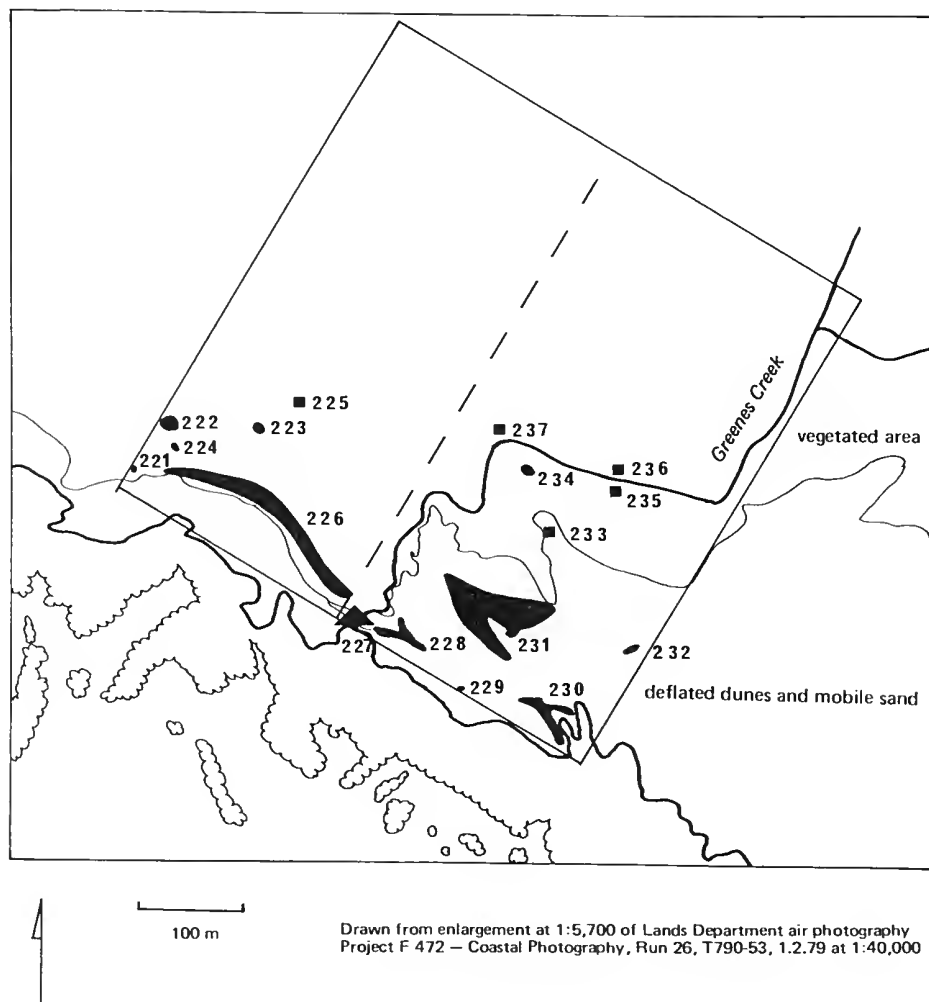 Greenes Creek
225
222
223
237
vegetated area
224
221
234
236
235
226
233
227
228
231
232
229
230
deflated dunes and mobile sand
100 m
Drawn from enlargement at 1:5,700 of Lands Department air photography
Project F 472 — Coastal Photography, Run 26, T790-53, 1.2.79 at 1:40,000